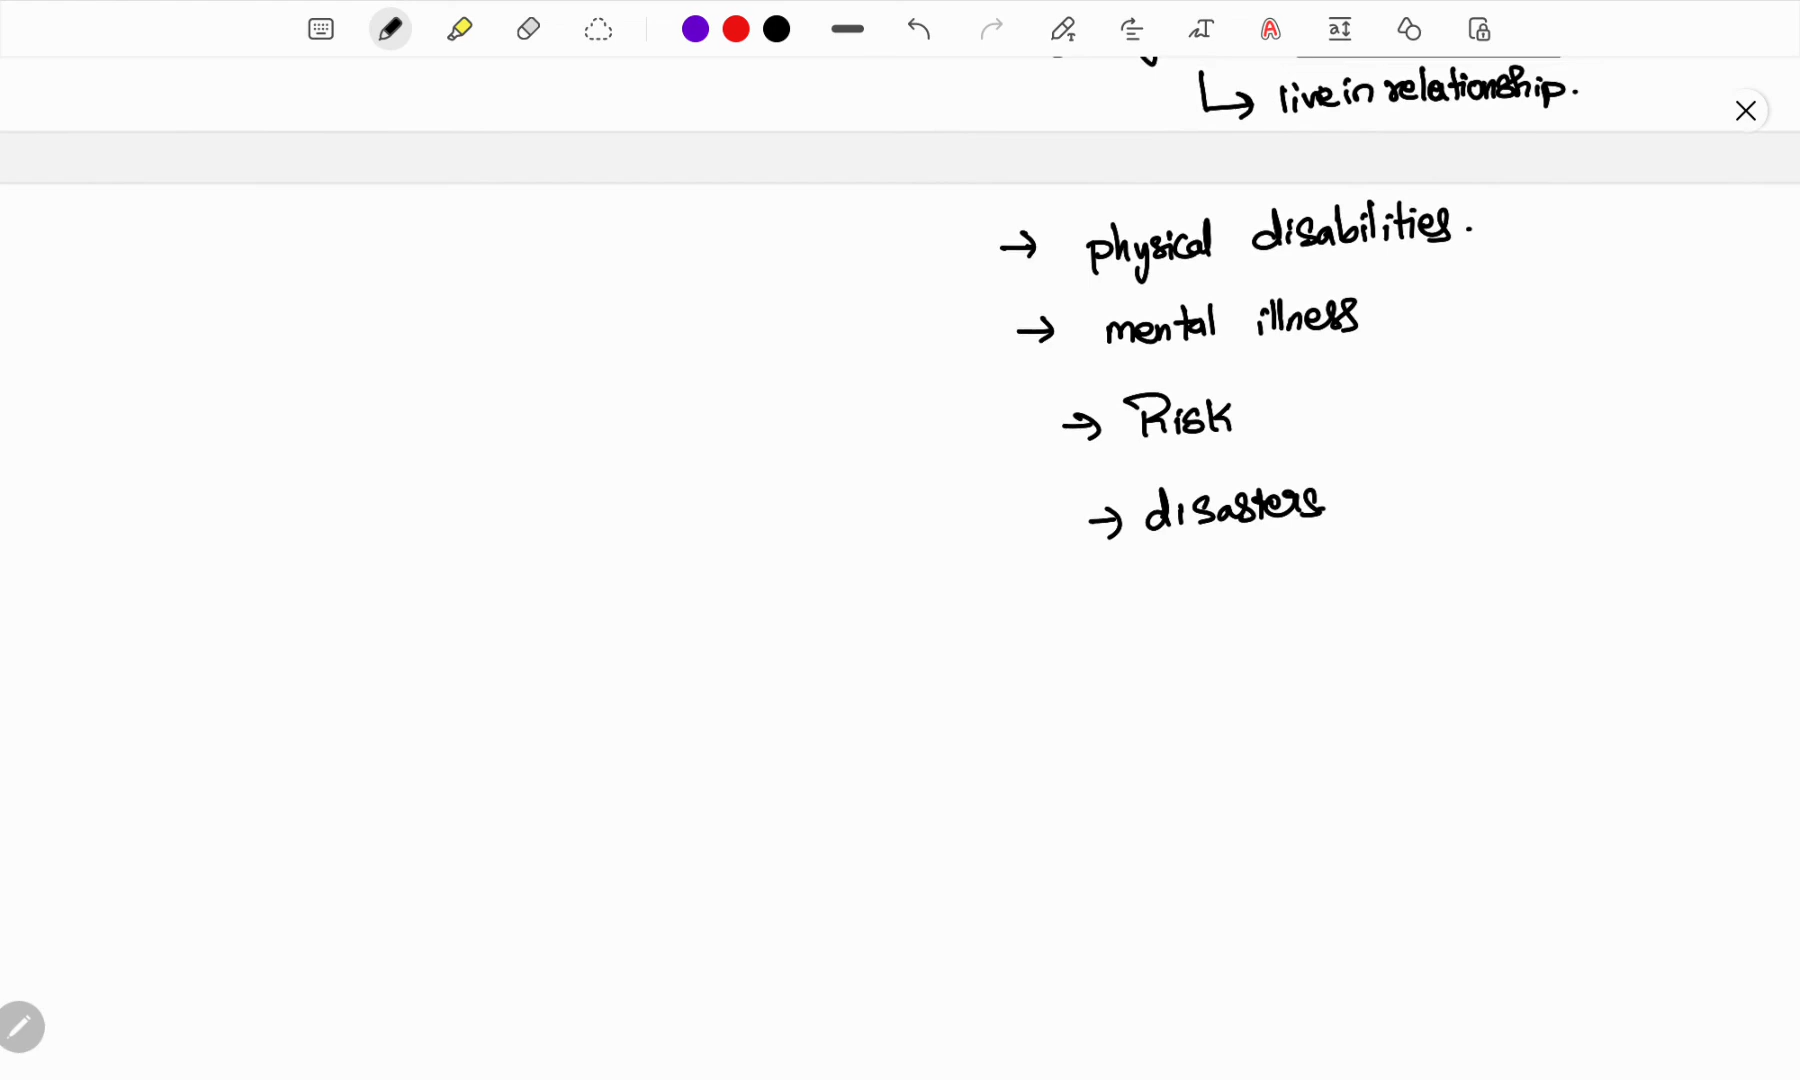 ↳ live in relationship.
→ physical disabilities.
→ mental illness
→ Risk
→ disasters